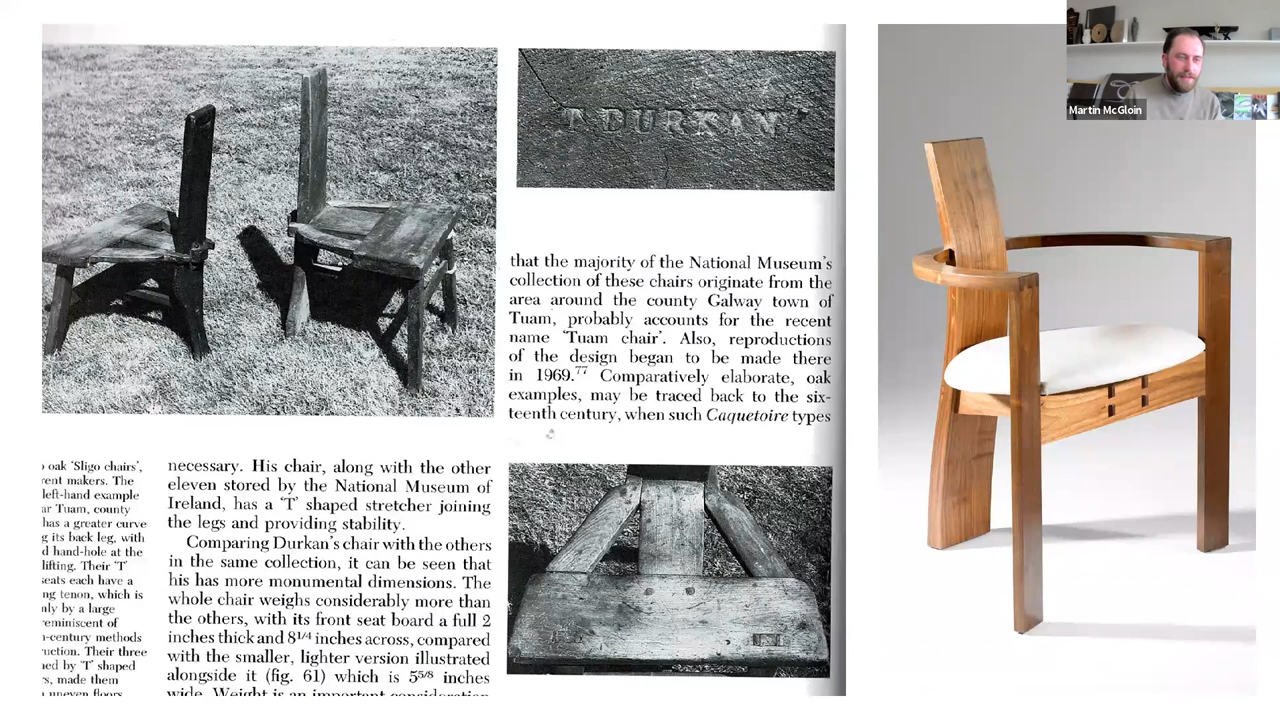 DURKAN
that the majority of the National Museum's
collection of these chairs originate from the
area around the county Galway town of
Tuam, probably accounts for the recent
name 'Tuam chair'. Also, reproductions
of the design began to be made there
in 1969.⁷⁷ Comparatively elaborate, oak
examples, may be traced back to the six-
teenth century, when such Caquetoire types
oak 'Sligo chairs',
rent makers. The
left-hand example
ar Tuam, county
has a greater curve
g its back leg, with
d hand-hole at the
lifting. Their 'T'
seats each have a
ng tenon, which is
nly by a large
reminiscent of
-century methods
ruction. Their three
ned by 'T' shaped
s, made them
uneven floors
necessary. His chair, along with the other
eleven stored by the National Museum of
Ireland, has a 'T' shaped stretcher joining
the legs and providing stability.
Comparing Durkan's chair with the others
in the same collection, it can be seen that
his has more monumental dimensions. The
whole chair weighs considerably more than
the others, with its front seat board a full 2
inches thick and 8¹/⁴ inches across, compared
with the smaller, lighter version illustrated
alongside it (fig. 61) which is 5⁵/⁸ inches
wide. Weight is an important consideration
Martin McGloin